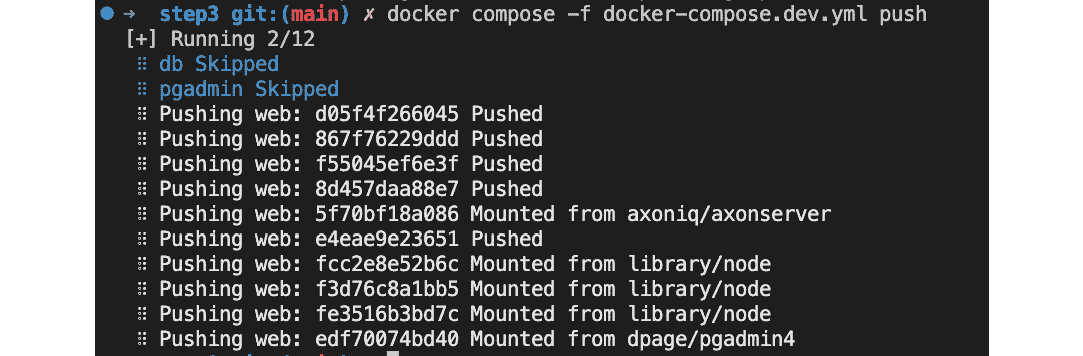 → step3 git:(main) ✗ docker compose -f docker-compose.dev.yml push
[+] Running 2/12
⠿ db Skipped
⠿ pgadmin Skipped
⠿ Pushing web: d05f4f266045 Pushed
⠿ Pushing web: 867f76229ddd Pushed
⠿ Pushing web: f55045ef6e3f Pushed
⠿ Pushing web: 8d457daa88e7 Pushed
⠿ Pushing web: 5f70bf18a086 Mounted from axoniq/axonserver
⠿ Pushing web: e4eae9e23651 Pushed
⠿ Pushing web: fcc2e8e52b6c Mounted from library/node
⠿ Pushing web: f3d76c8a1bb5 Mounted from library/node
⠿ Pushing web: fe3516b3bd7c Mounted from library/node
⠿ Pushing web: edf70074bd40 Mounted from dpage/pgadmin4